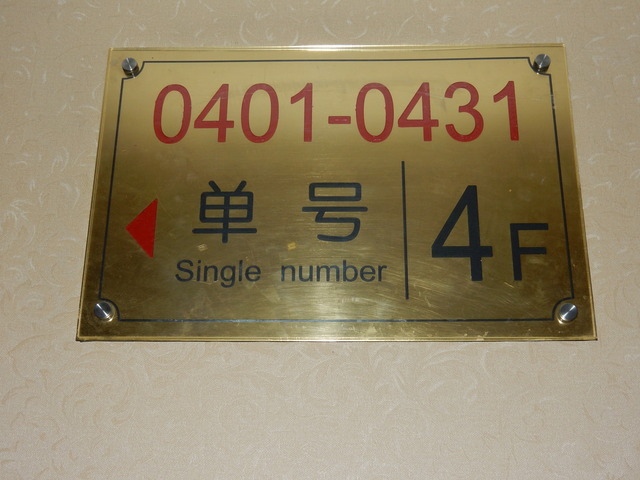 0401-0431
单号
Single number
4F